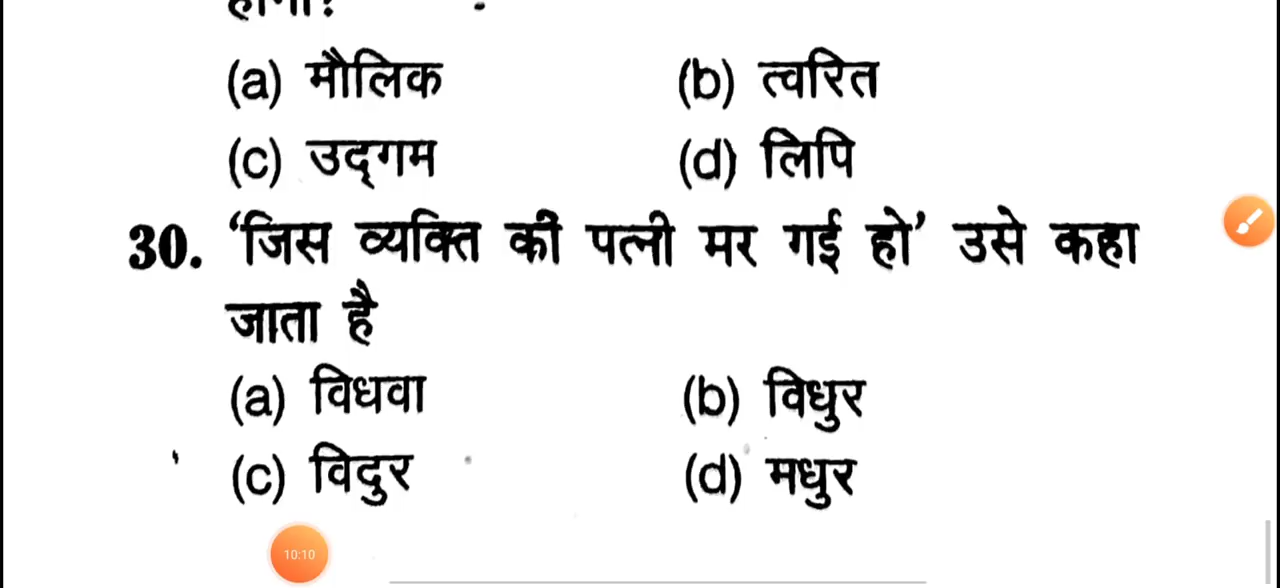 होगा?
(a) मौलिक (b) त्वरित
(c) उद्गम (d) लिपि
30. ‘जिस व्यक्ति की पत्नी मर गई हो’ उसे कहा
जाता है
(a) विधवा (b) विधुर
(c) विदुर (d) मधुर
10:10